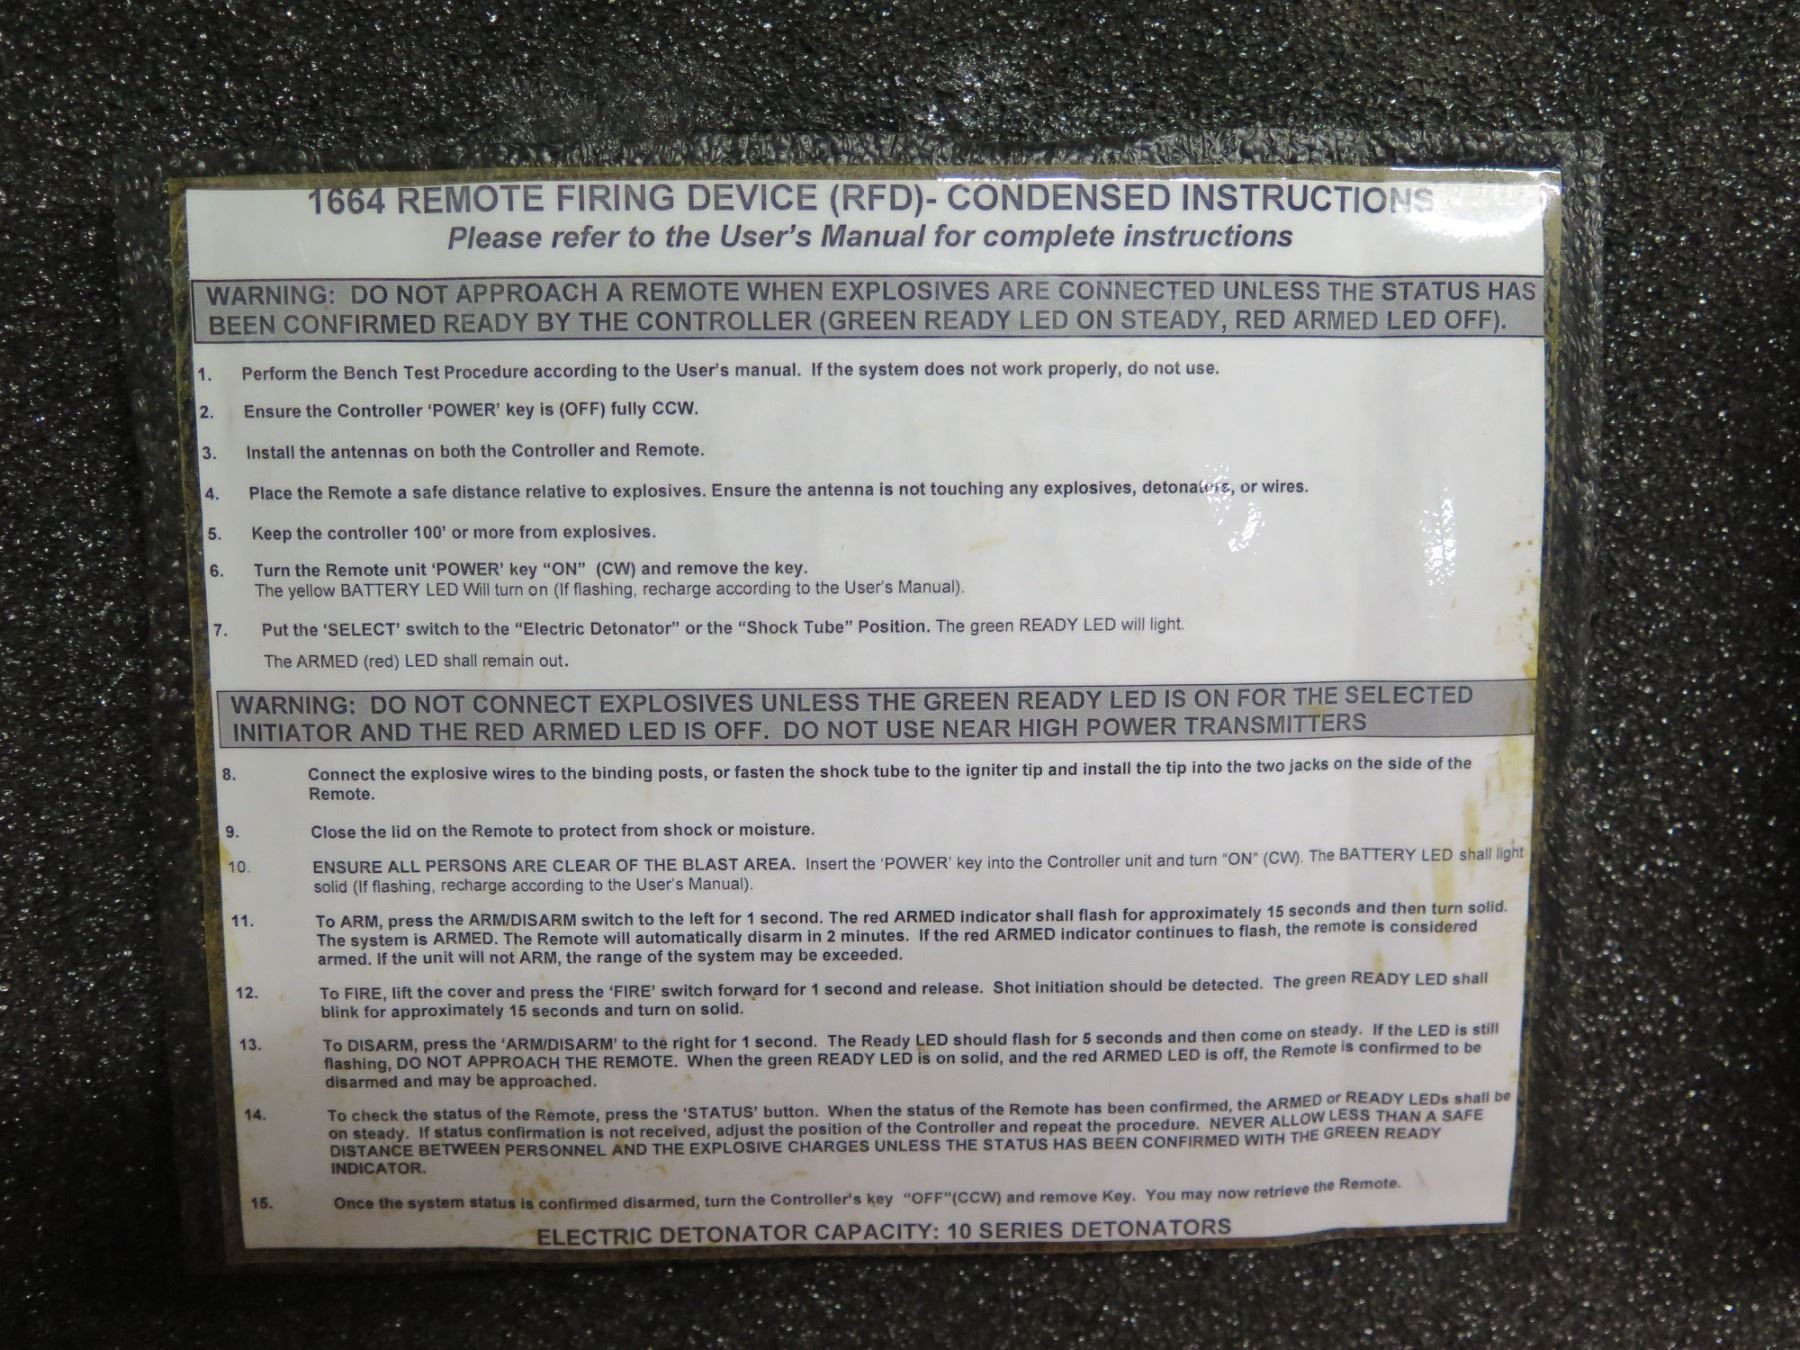 1664 REMOTE FIRING DEVICE (RFD)- CONDENSED INSTRUCTIONS
Please refer to the User's Manual for complete instructions
WARNING: DO NOT APPROACH A REMOTE WHEN EXPLOSIVES ARE CONNECTED UNLESS THE STATUS HAS
BEEN CONFIRMED READY BY THE CONTROLLER (GREEN READY LED ON STEADY, RED ARMED LED OFF).
1. Perform the Bench Test Procedure according to the User's manual. If the system does not work properly, do not use.
2. Ensure the Controller 'POWER' key is (OFF) fully CCW.
3. Install the antennas on both the Controller and Remote.
4. Place the Remote a safe distance relative to explosives. Ensure the antenna is not touching any explosives, detonators, or wires.
5. Keep the controller 100' or more from explosives.
6. Turn the Remote unit 'POWER' key "ON" (CW) and remove the key.
The yellow BATTERY LED Will turn on (If flashing, recharge according to the User's Manual).
7. Put the 'SELECT' switch to the "Electric Detonator" or the "Shock Tube" Position. The green READY LED will light.
The ARMED (red) LED shall remain out.
WARNING: DO NOT CONNECT EXPLOSIVES UNLESS THE GREEN READY LED IS ON FOR THE SELECTED
INITIATOR AND THE RED ARMED LED IS OFF. DO NOT USE NEAR HIGH POWER TRANSMITTERS
8. Connect the explosive wires to the binding posts, or fasten the shock tube to the igniter tip and install the tip into the two jacks on the side of the
Remote.
9. Close the lid on the Remote to protect from shock or moisture.
10. ENSURE ALL PERSONS ARE CLEAR OF THE BLAST AREA. Insert the 'POWER' key into the Controller unit and turn "ON" (CW). The BATTERY LED shall light
solid (If flashing, recharge according to the User's Manual).
11. To ARM, press the ARM/DISARM switch to the left for 1 second. The red ARMED indicator shall flash for approximately 15 seconds and then turn solid.
The system is ARMED. The Remote will automatically disarm in 2 minutes. If the red ARMED indicator continues to flash, the remote is considered
armed. If the unit will not ARM, the range of the system may be exceeded.
12. To FIRE, lift the cover and press the 'FIRE' switch forward for 1 second and release. Shot initiation should be detected. The green READY LED shall
blink for approximately 15 seconds and turn on solid.
13. To DISARM, press the 'ARM/DISARM' to the right for 1 second. The Ready LED should flash for 5 seconds and then come on steady. If the LED is still
flashing, DO NOT APPROACH THE REMOTE. When the green READY LED is on solid, and the red ARMED LED is off, the Remote is confirmed to be
disarmed and may be approached.
14. To check the status of the Remote, press the 'STATUS' button. When the status of the Remote has been confirmed, the ARMED or READY LEDs shall be
on steady. If status confirmation is not received, adjust the position of the Controller and repeat the procedure. NEVER ALLOW LESS THAN A SAFE
DISTANCE BETWEEN PERSONNEL AND THE EXPLOSIVE CHARGES UNLESS THE STATUS HAS BEEN CONFIRMED WITH THE GREEN READY
INDICATOR.
15. Once the system status is confirmed disarmed, turn the Controller's key "OFF"(CCW) and remove Key. You may now retrieve the Remote.
ELECTRIC DETONATOR CAPACITY: 10 SERIES DETONATORS